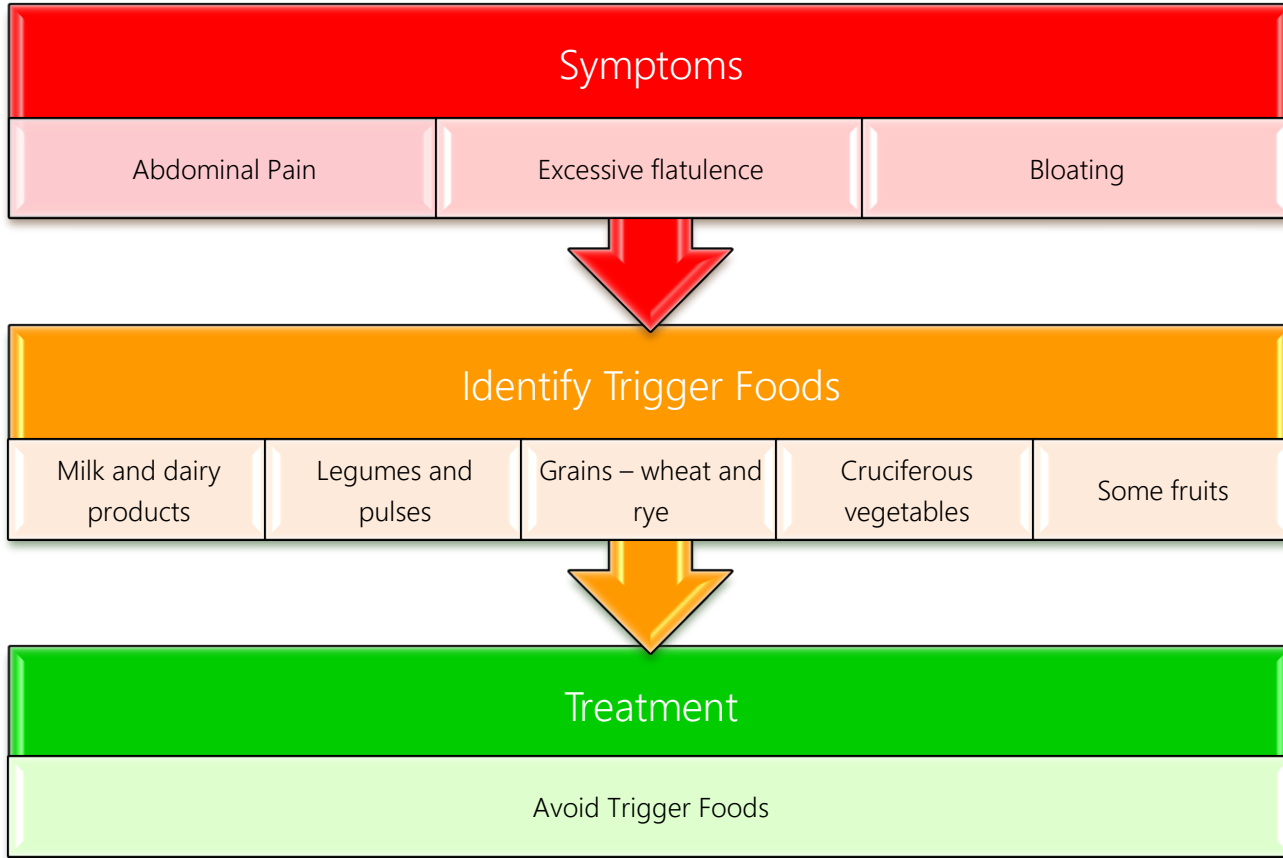 Symptoms
Abdominal Pain
Excessive flatulence
Bloating
Identify Trigger Foods
Milk and dairy
products
Legumes and
pulses
Grains – wheat and
rye
Cruciferous
vegetables
Some fruits
Treatment
Avoid Trigger Foods